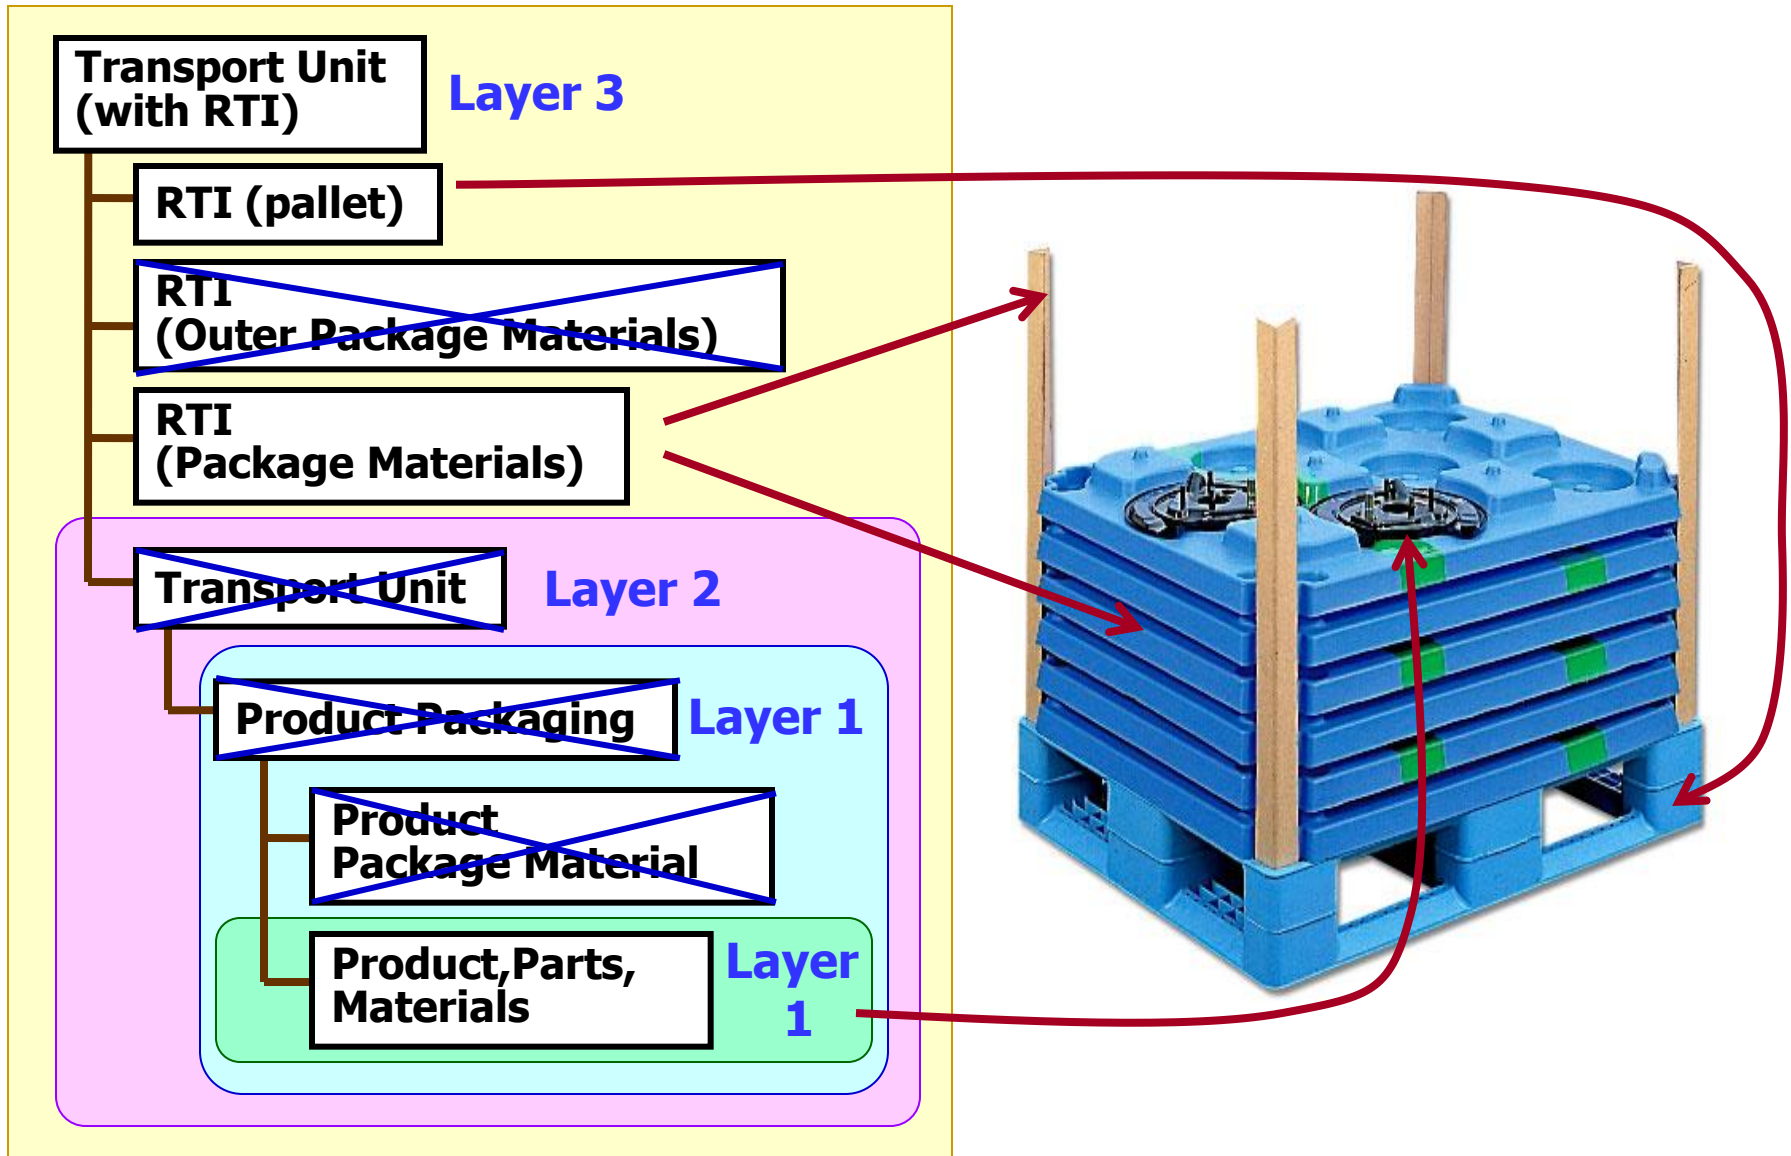 Transport Unit
(with RTI)
Layer 3
RTI (pallet)
RTI
(Outer Package Materials)
RTI
(Package Materials)
Transport Unit
Layer 2
Product Packaging
Layer 1
Product
Package Material
Product,Parts,
Materials
Layer
1